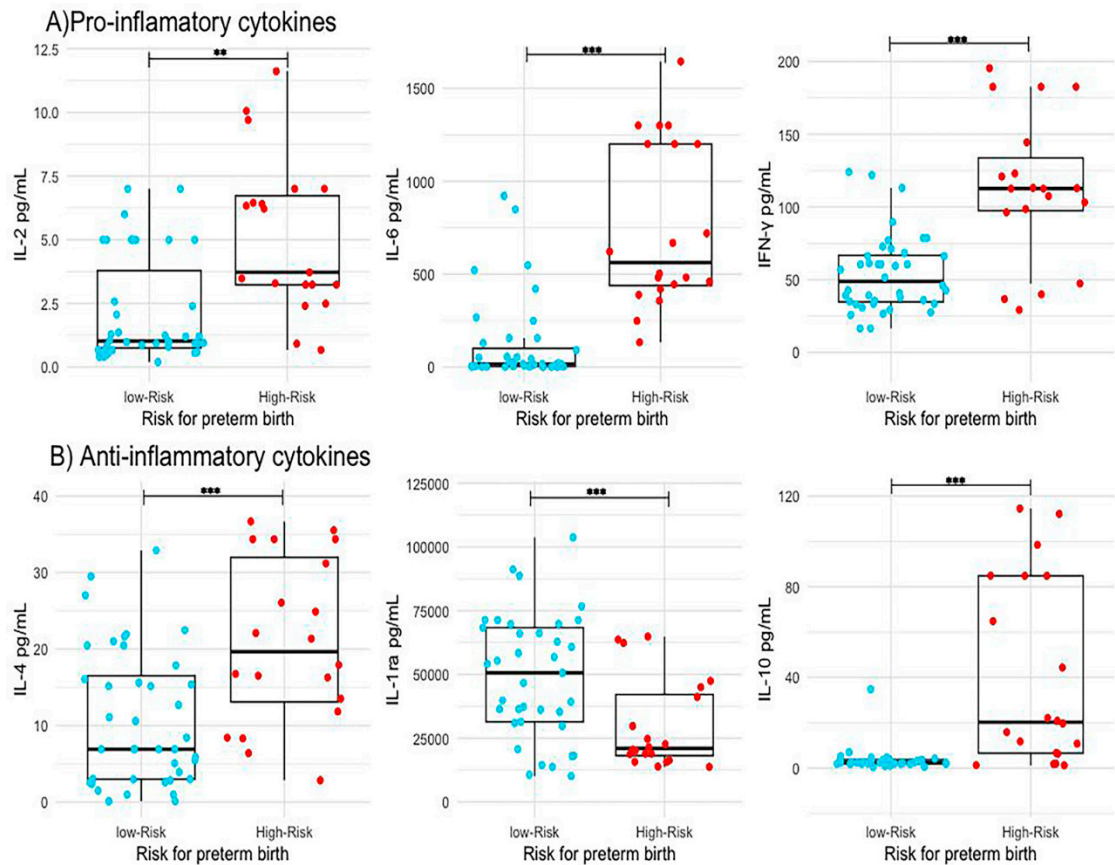 A)Pro-inflamatory cytokines
**
12.5
10.0
7.5
5.0
2.5
0.0
IL-2 pg/mL
low-Risk High-Risk
Risk for preterm birth
***
1500
1000
500
0
IL-6 pg/mL
low-Risk High-Risk
Risk for preterm birth
***
200
150
100
50
0
IFN-γ pg/mL
low-Risk High-Risk
Risk for preterm birth
B) Anti-inflammatory cytokines
***
40
30
20
10
0
IL-4 pg/mL
low-Risk High-Risk
Risk for preterm birth
***
125000
100000
75000
50000
25000
0
IL-1ra pg/mL
low-Risk High-Risk
Risk for preterm birth
***
120
80
40
0
IL-10 pg/mL
low-Risk High-Risk
Risk for preterm birth